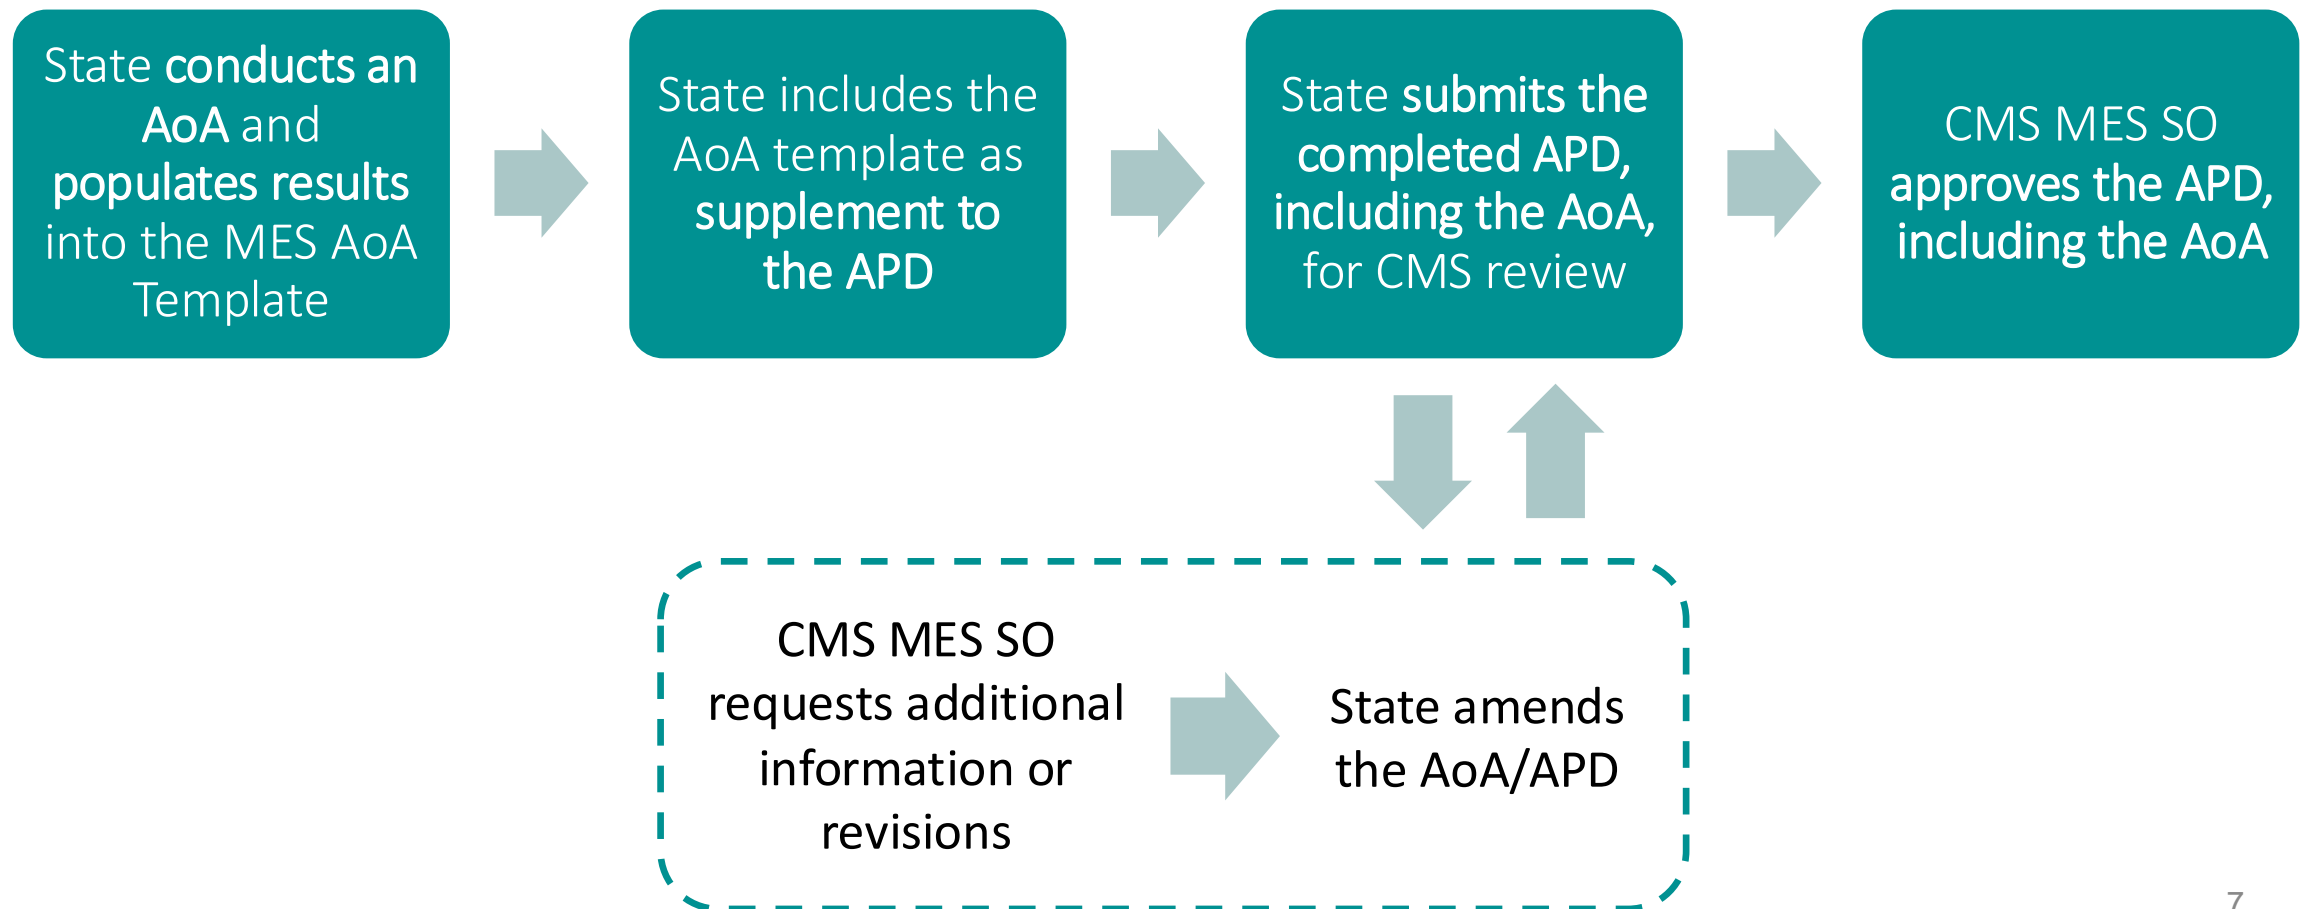 State conducts an
AoA and
populates results
into the MES AoA
Template
State includes the
AoA template as
supplement to
the APD
State submits the
completed APD,
including the AoA,
for CMS review
CMS MES SO
approves the APD,
including the AoA
CMS MES SO
requests additional
information or
revisions
State amends
the AoA/APD
7